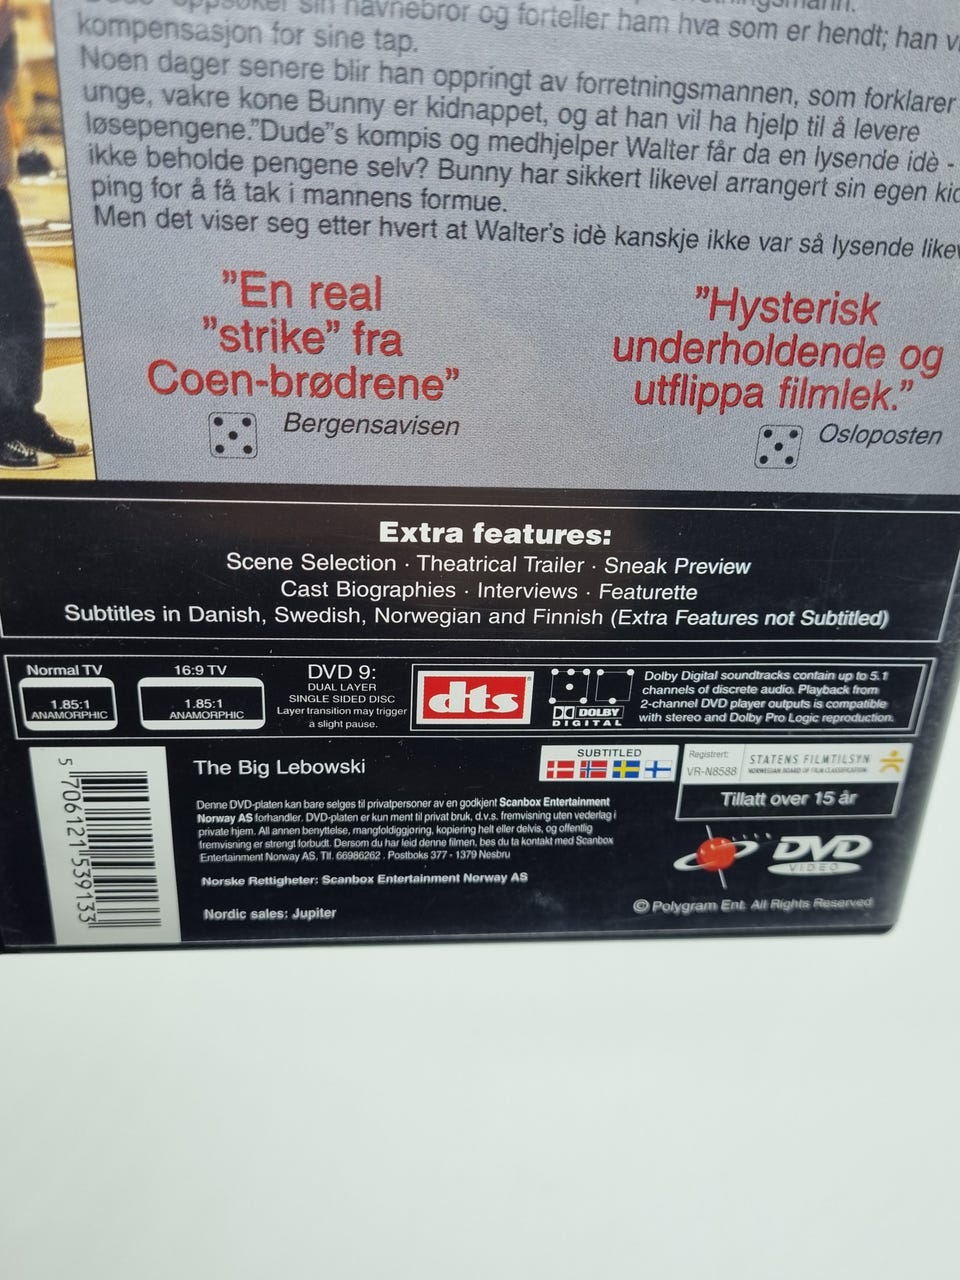 oppsøker sin navnebror og forteller ham hva som er hendt; han
kompensasjon for sine tap.
Noen dager senere blir han oppringt av forretningsmannen, som forklarer
unge, vakre kone Bunny er kidnappet, og at han vil ha hjelp til å levere
løsepengene."Dude"s kompis og medhjelper Walter får da en lysende idè -
ikke beholde pengene selv? Bunny har sikkert likevel arrangert sin egen
ping for å få tak i mannens formue.
Men det viser seg etter hvert at Walter's idè kanskje ikke var så lysende
"En real
"strike" fra
Coen-brødrene"
Bergensavisen
"Hysterisk
underholdende og
utflippa filmlek."
Osloposten
Extra features:
Scene Selection · Theatrical Trailer · Sneak Preview
Cast Biographies · Interviews · Featurette
Subtitles in Danish, Swedish, Norwegian and Finnish (Extra Features not Subtitled)
Normal TV
1.85:1
ANAMORPHIC
16:9 TV
1.85:1
ANAMORPHIC
DVD 9:
DUAL LAYER
SINGLE SIDED DISC
Layer transition may trigger
a slight pause.
dts
DOLBY
DIGITAL
Dolby Digital soundtracks contain up to 5.1
channels of discrete audio. Playback from
2-channel DVD player outputs is compatible
with stereo and Dolby Pro Logic reproduction.
5 706121 539133
The Big Lebowski
SUBTITLED
Registrert:
VR-N8588
STATENS FILMTILSYN
NORWEGIAN BOARD OF FILM CLASSIFICATION
Tillatt over 15 år
Denne DVD-platen kan bare selges til privatpersoner av en godkjent Scanbox Entertainment
Norway AS forhandler. DVD-platen er kun ment til privat bruk, d.v.s. fremvisning uten vederlag i
private hjem. All annen benyttelse, mangfoldiggjøring, kopiering helt eller delvis, og offentlig
fremvisning er strengt forbudt. Dersom du har leid denne filmen, bes du ta kontakt med Scanbox
Entertainment Norway AS, Tlf. 66986262 . Postboks 377 - 1379 Nesbru
Norske Rettigheter: Scanbox Entertainment Norway AS
Nordic sales: Jupiter
DVD
VIDEO
© Polygram Ent. All Rights Reserved